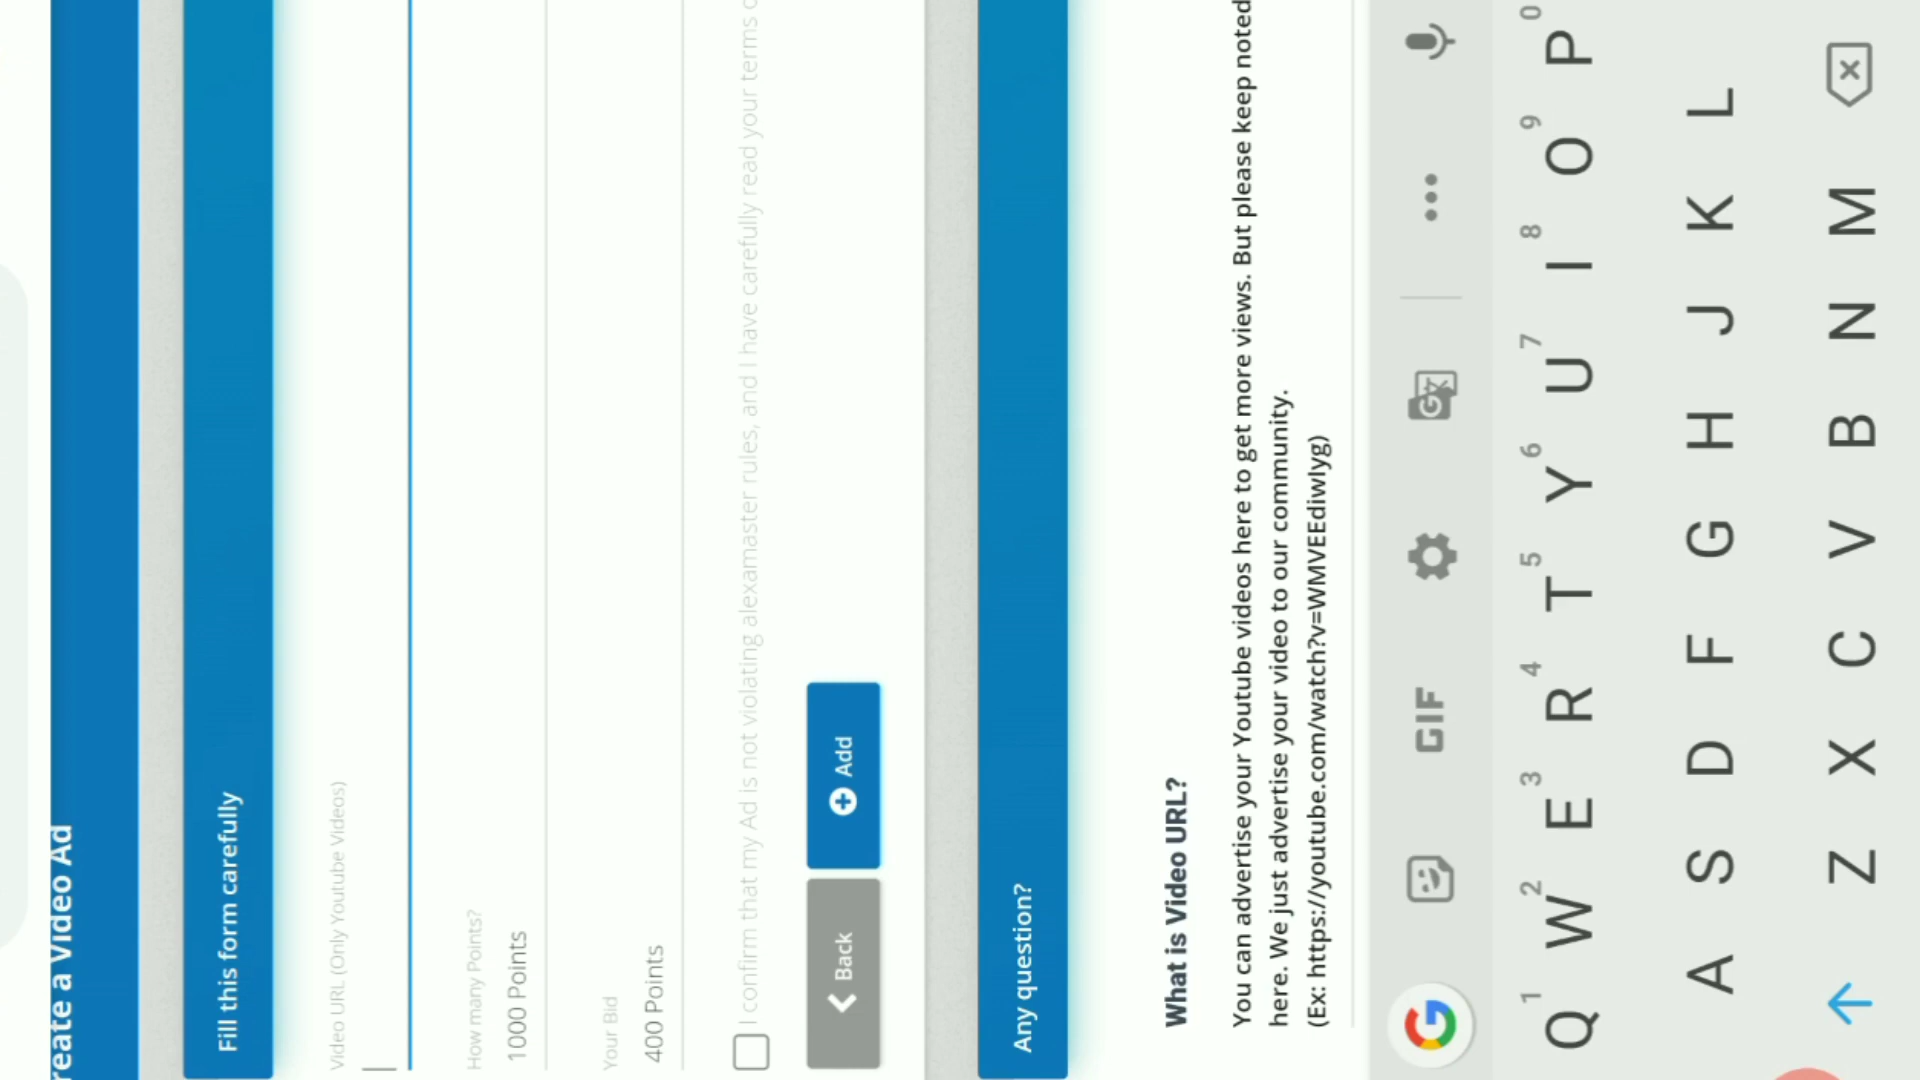 reate a Video Ad
Fill this form carefully
Video URL (Only Youtube Videos)
How many Points?
1000 Points
Your Bid
400 Points
I confirm that my Ad is not violating alexamaster rules, and I have carefully read your terms
Back
Add
Any question?
What is Video URL?
You can advertise your Youtube videos here to get more views. But please keep noted
here. We just advertise your video to our community.
(Ex: https://youtube.com/watch?v=WMVEEdiwIyg)
GIF
1 2 3 4 5 6 7 8 9 0
Q W E R T Y U I O P
A S D F G H J K L
Z X C V B N M